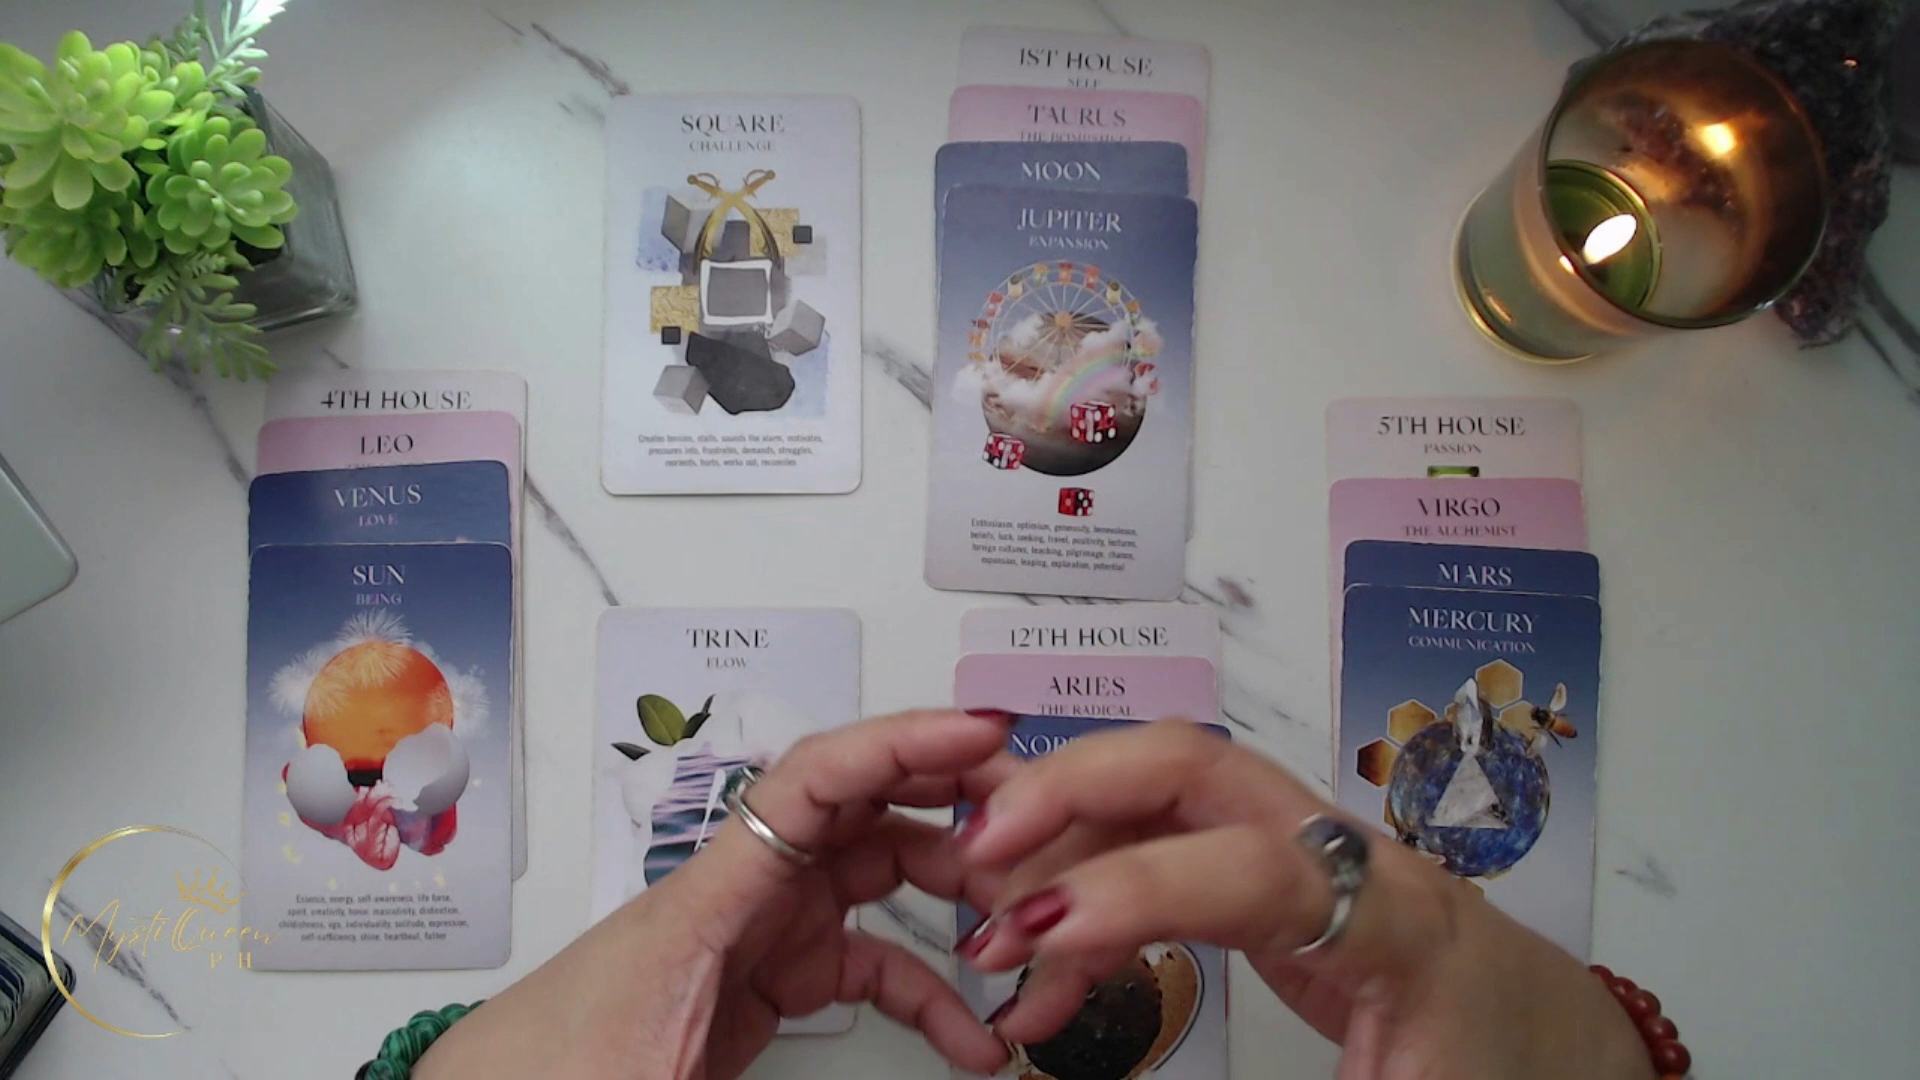 1ST HOUSE
SELF
TAURUS
MOON
JUPITER
EXPANSION
Enthusiasm, optimism, generosity, benevolence,
beliefs, luck, seeking, travel, positivity, lectures,
foreign cultures, teaching, pilgrimage, chance,
expansion, leaping, exploration, potential
SQUARE
CHALLENGE
Creates tension, stalls, sounds the alarm, motivates,
pressures into, frustrates, demands, struggles,
torments, hurts, works out, reconciles
4TH HOUSE
LEO
VENUS
LOVE
SUN
BEING
Essence, energy, self-awareness, life force,
spirit, creativity, honor, masculinity, distinction,
childishness, ego, individuality, solitude, expression,
self-sufficiency, shine, heartbeat, father
5TH HOUSE
PASSION
VIRGO
THE ALCHEMIST
MARS
MERCURY
COMMUNICATION
TRINE
FLOW
12TH HOUSE
ARIES
THE RADICAL
MystiQueen
PH